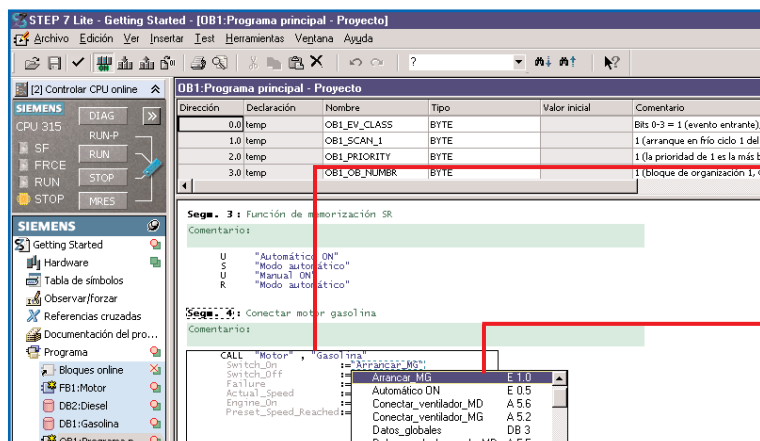 STEP 7 Lite - Getting Started - [OB1:Programa principal - Proyecto]
Archivo Edición Ver Insertar Test Herramientas Ventana Ayuda
?
[2] Controlar CPU online
OB1:Programa principal - Proyecto
SIEMENS
CPU 315
DIAG
RUN-P
SF
FRCE
RUN
RUN
STOP
STOP
MRES
Dirección Declaración Nombre Tipo Valor inicial Comentario
0.0 temp OB1_EV_CLASS BYTE Bits 0-3 = 1 (evento entrante),
1.0 temp OB1_SCAN_1 BYTE 1 (arranque en frío ciclo 1 del
2.0 temp OB1_PRIORITY BYTE 1 (la prioridad de 1 es la más b
3.0 temp OB1_OB_NUMBR BYTE 1 (bloque de organización 1,
SIEMENS
Getting Started
Hardware
Tabla de símbolos
Observar/forzar
Referencias cruzadas
Documentación del pro...
Programa
Bloques online
FB1:Motor
DB2:Diesel
DB1:Gasolina
OB1:Programa p
Segm. 3 : Función de memorización SR
Comentario:
U "Automático ON"
S "Modo automático"
U "Manual ON"
R "Modo automático"
Segm. 4 : Conectar motor gasolina
Comentario:
CALL "Motor" , "Gasolina"
Switch_On :="Arrancar_MG"
Switch_Off :=
Failure :=
Actual_Speed :=
Engine_On :=
Preset_Speed_Reached:=
Arrancar_MG E 1.0
Automático ON E 0.5
Conectar_ventilador_MD A 5.6
Conectar_ventilador_MG A 5.2
Datos_globales DB 3